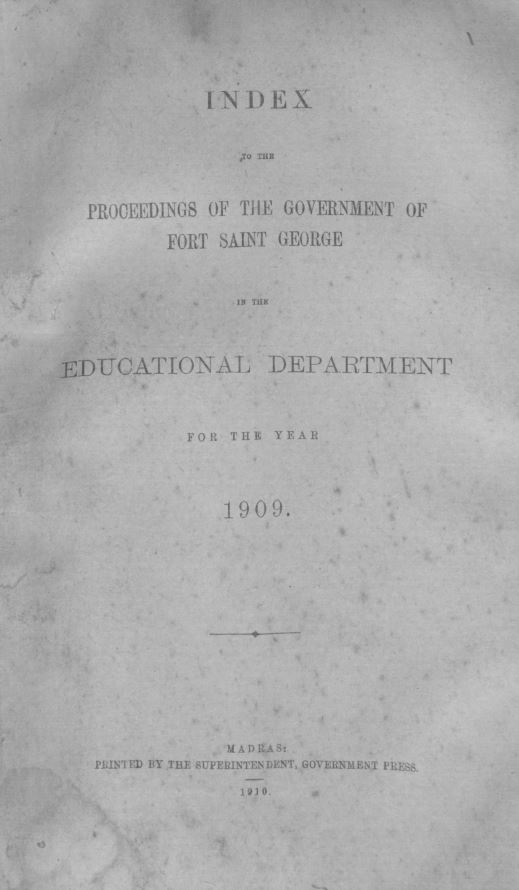 INDEX
TO THE
PROCEEDINGS OF THE GOVERNMENT OF
FORT SAINT GEORGE
IN THE
EDUCATIONAL DEPARTMENT
FOR THE YEAR
1909.
MADRAS:
PRINTED BY THE SUPERINTENDENT, GOVERNMENT PRESS.
1910.